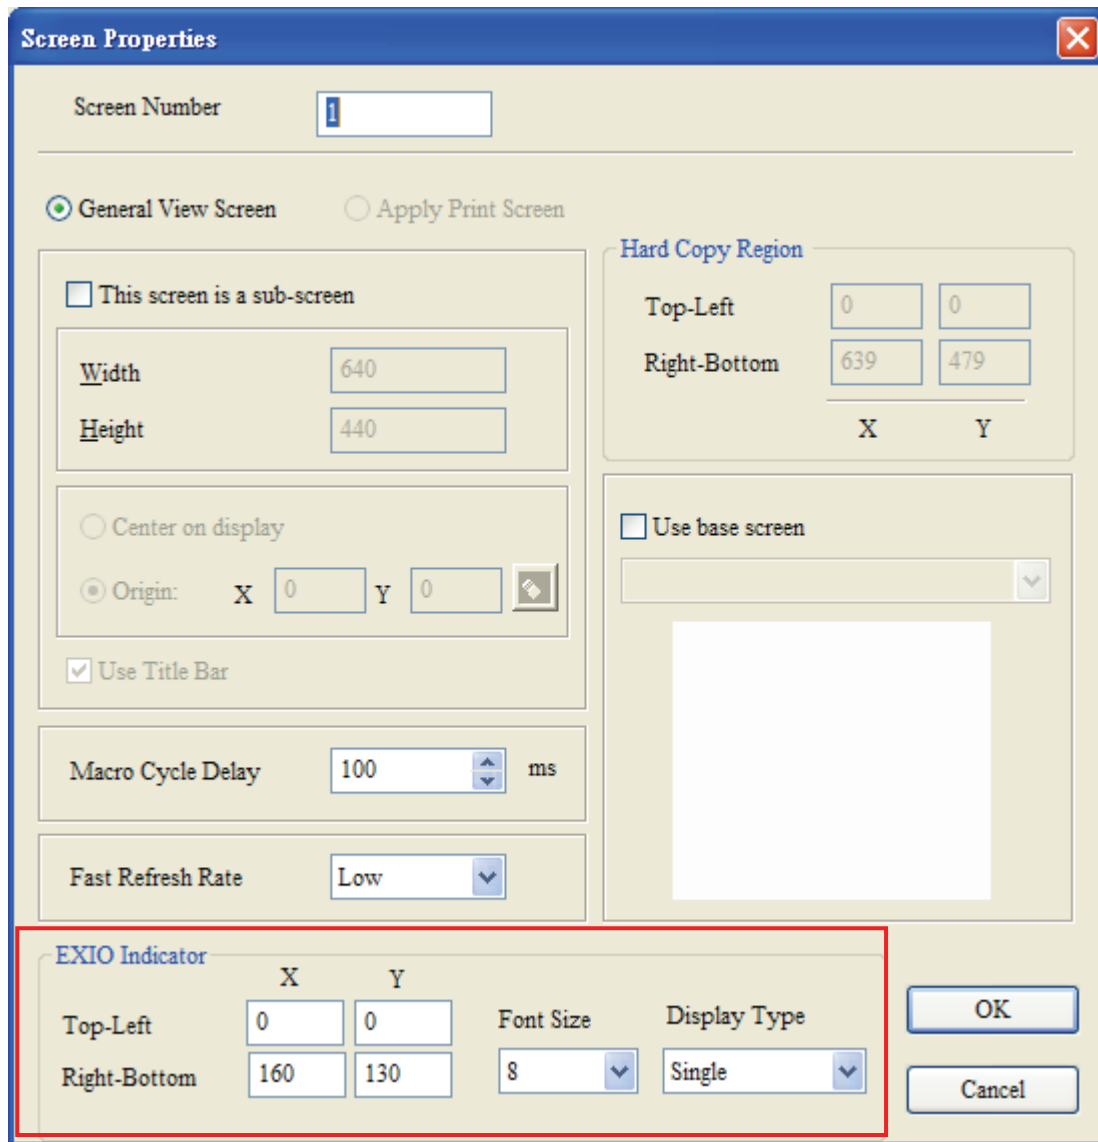 Screen Properties
Screen Number 1
General View Screen Apply Print Screen
This screen is a sub-screen
Width 640
Height 440
Center on display
Origin: X 0 Y 0
Use Title Bar
Macro Cycle Delay 100 ms
Fast Refresh Rate Low
Hard Copy Region
Top-Left 0 0
Right-Bottom 639 479
X Y
Use base screen
EXIO Indicator
X Y
Top-Left 0 0
Right-Bottom 160 130
Font Size
8
Display Type
Single
OK
Cancel